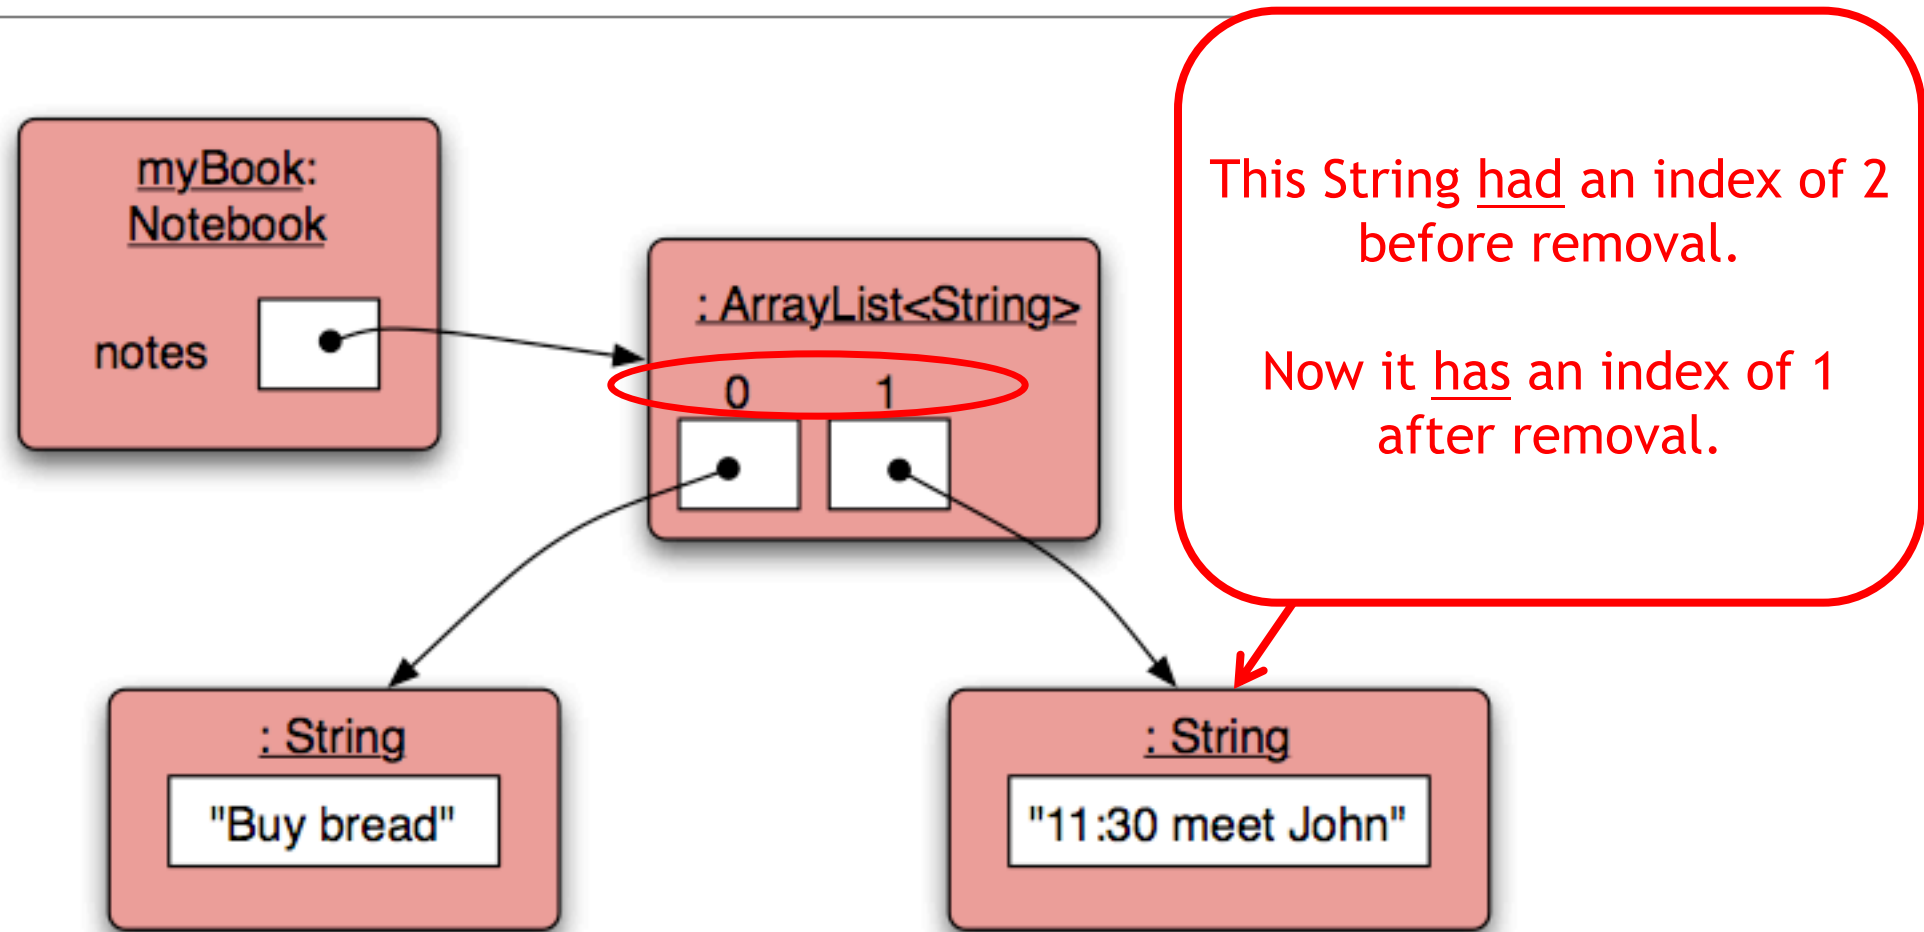 myBook:
Notebook
notes
: ArrayList<String>
0 1
This String had an index of 2
before removal.
Now it has an index of 1
after removal.
: String
"Buy bread"
: String
"11:30 meet John"